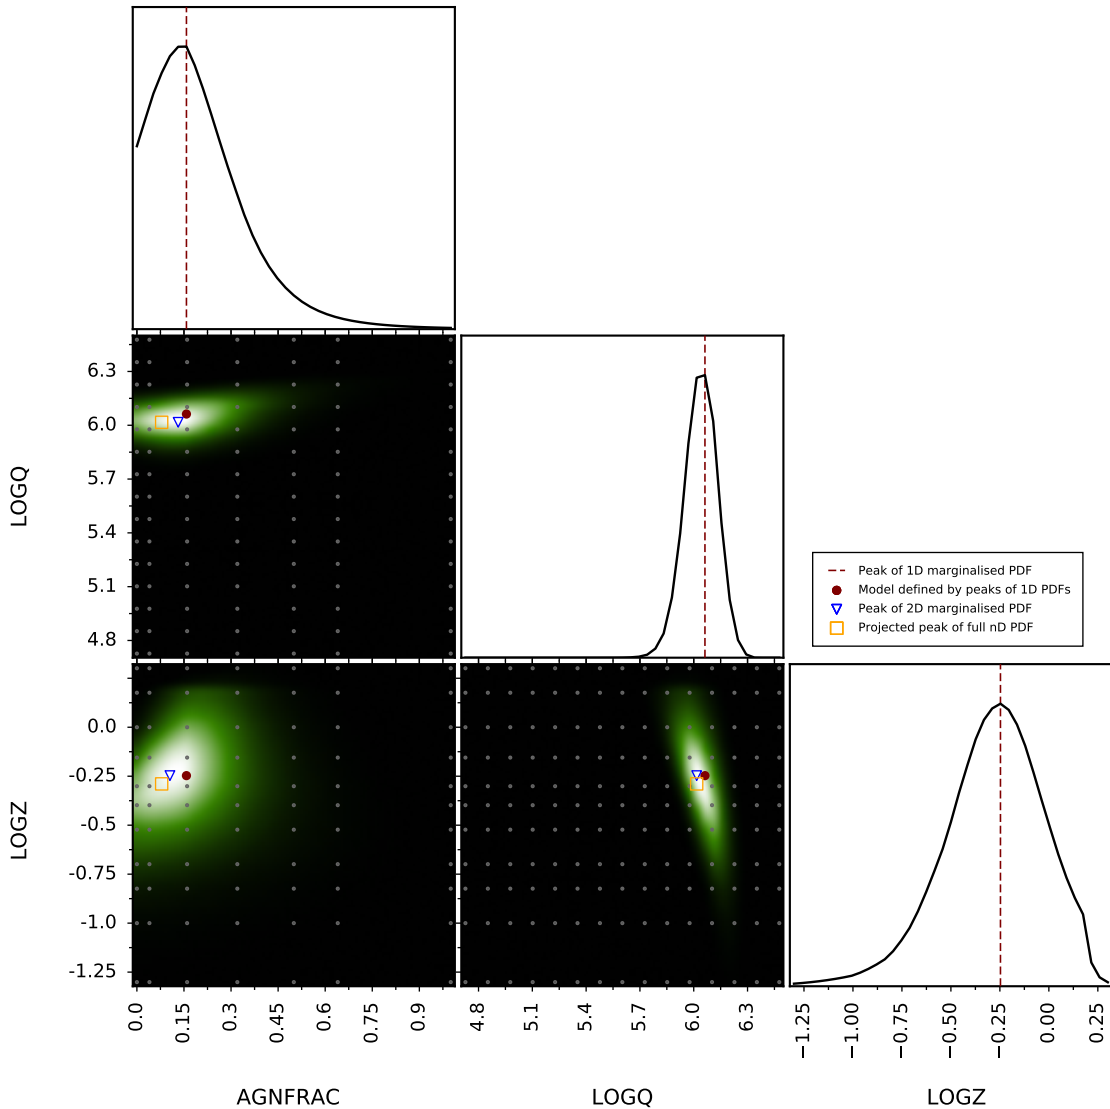 6.3
6.0
5.7
5.4
5.1
4.8
LOGQ
Peak of 1D marginalised PDF
Model defined by peaks of 1D PDFs
Peak of 2D marginalised PDF
Projected peak of full nD PDF
0.0
-0.25
-0.5
-0.75
-1.0
-1.25
LOGZ
0.0 0.15 0.3 0.45 0.6 0.75 0.9
4.8 5.1 5.4 5.7 6.0 6.3
−1.25 −1.00 −0.75 −0.50 −0.25 0.00 0.25
AGNFRAC LOGQ LOGZ